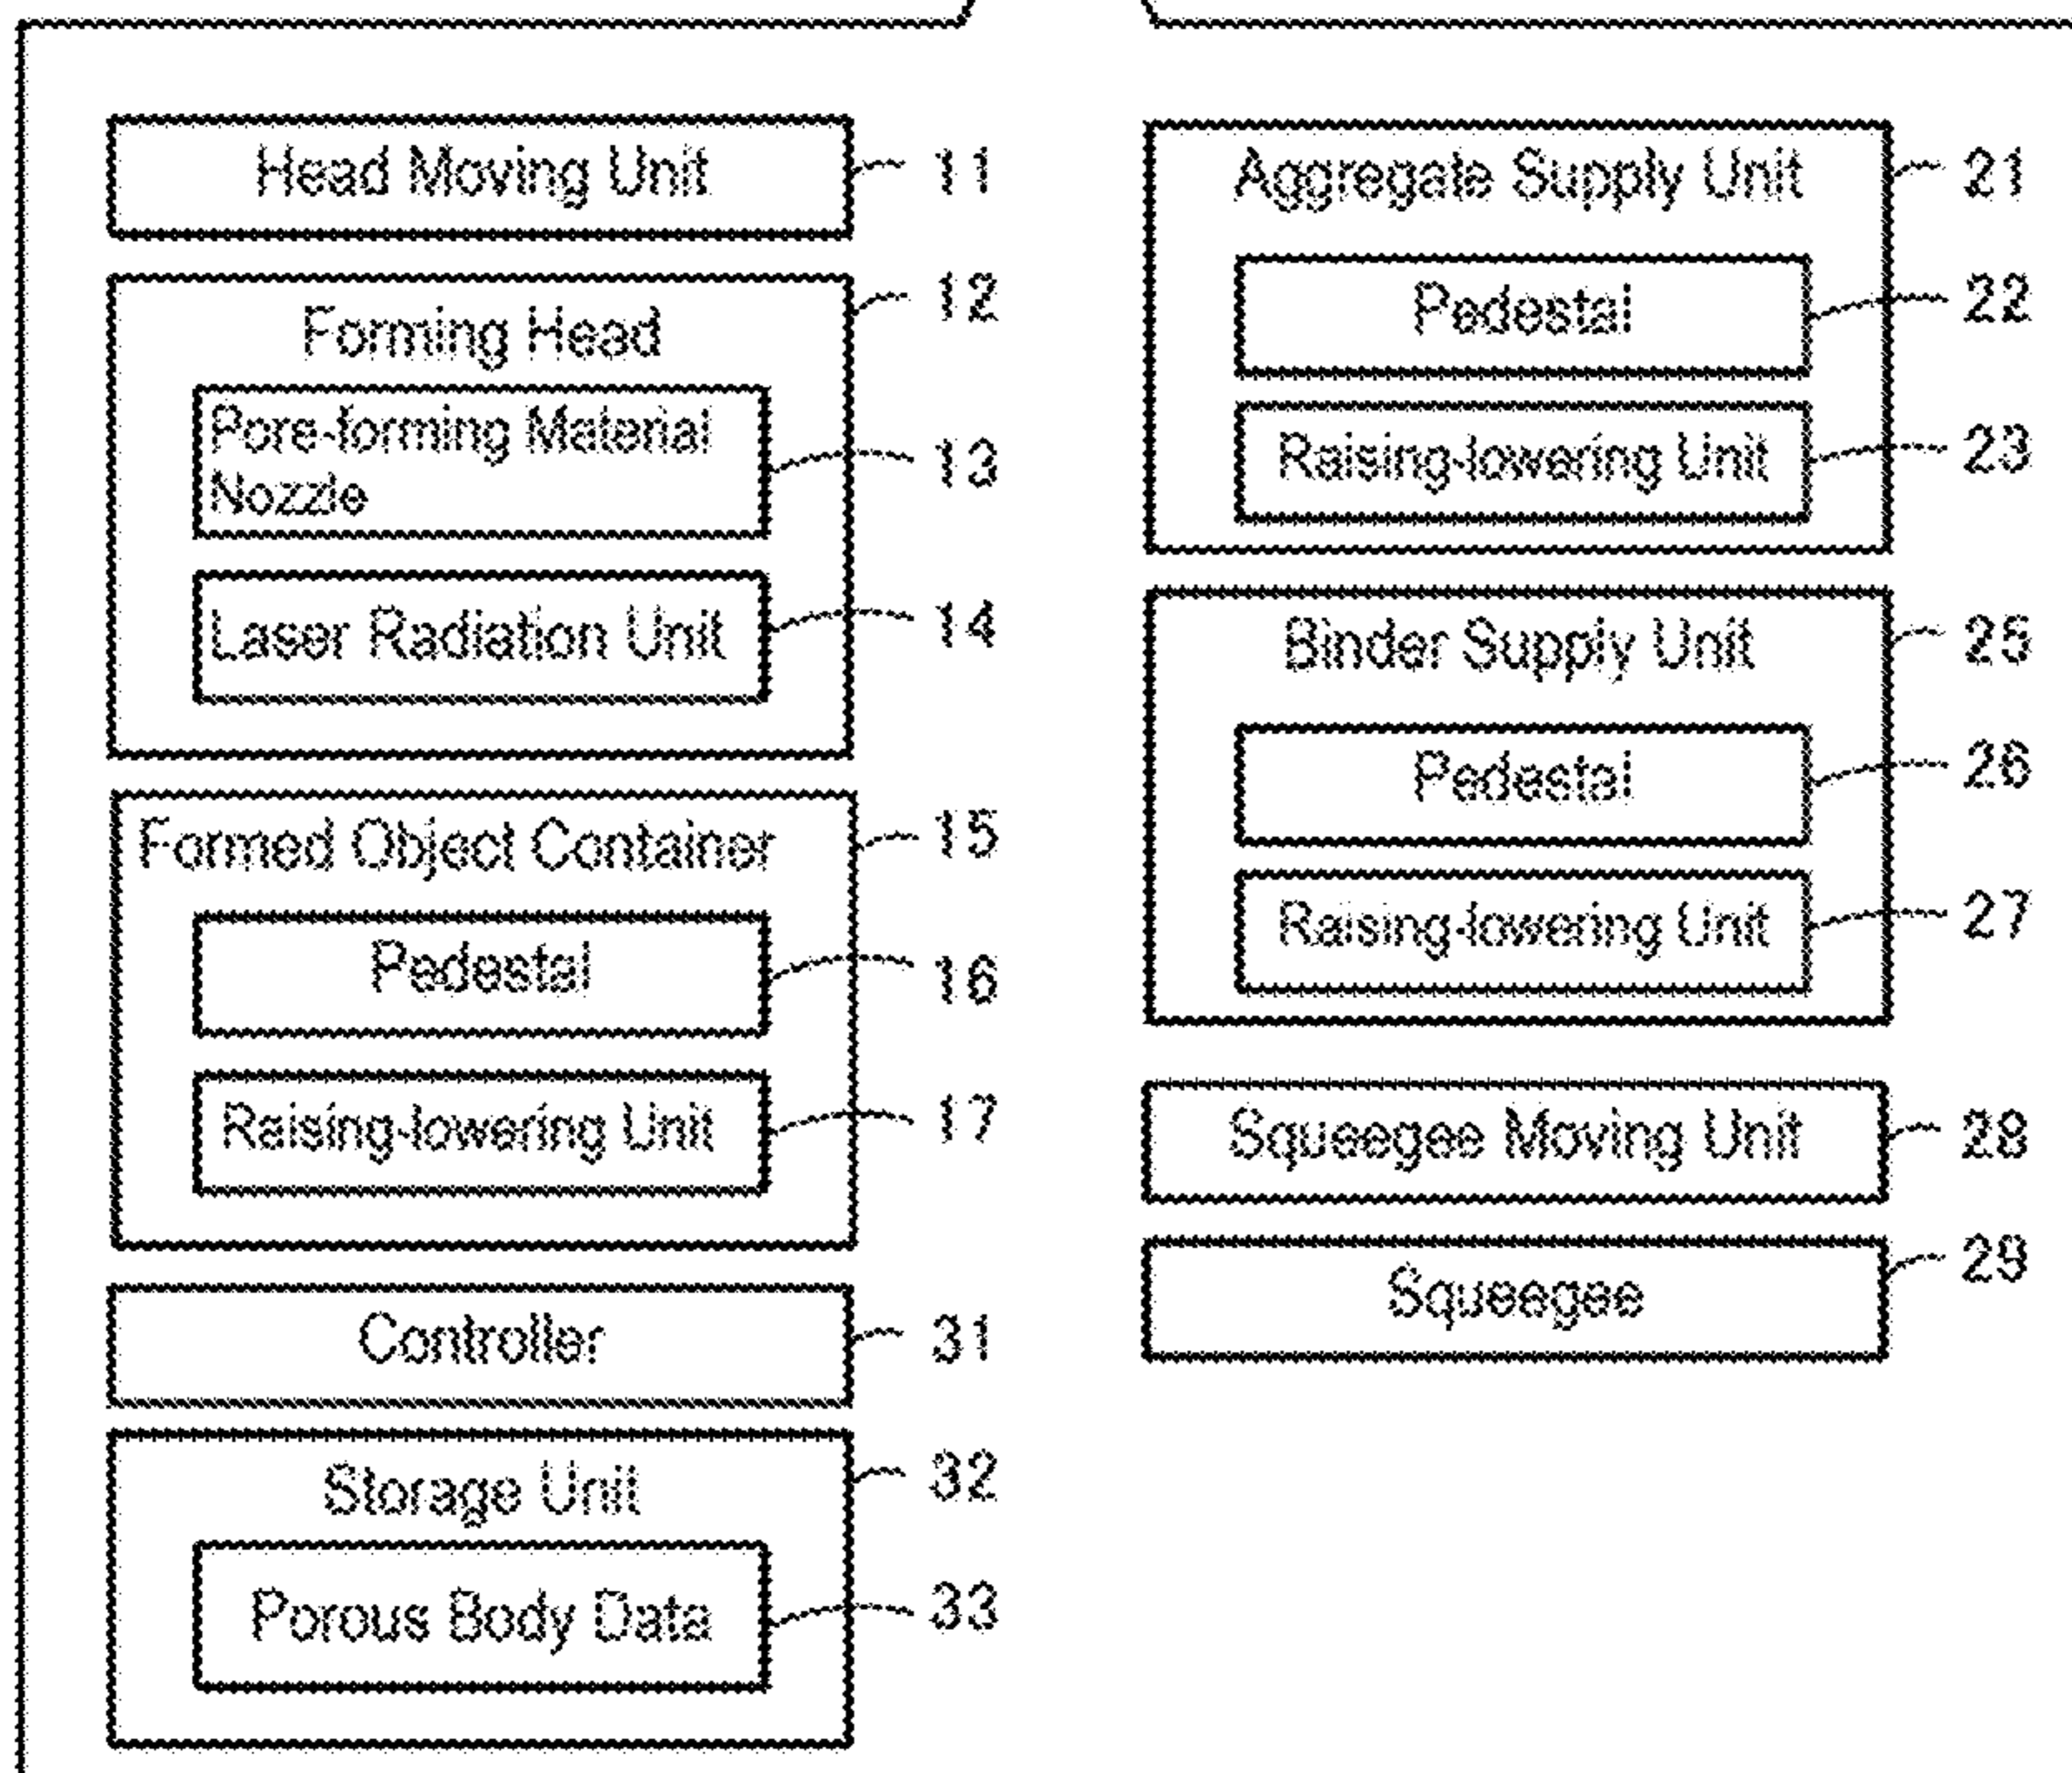 Head Moving Unit 11
Forming Head 12
Pore-forming Material
Nozzle
13
Laser Radiation Unit 14
Formed Object Container 15
Pedestal 16
Raising-lowering Unit 17
Controller 31
Storage Unit 32
Porous Body Data 33
Aggregate Supply Unit 21
Pedestal 22
Raising-lowering Unit 23
Binder Supply Unit 25
Pedestal 26
Raising-lowering Unit 27
Squeegee Moving Unit 28
Squeegee 29